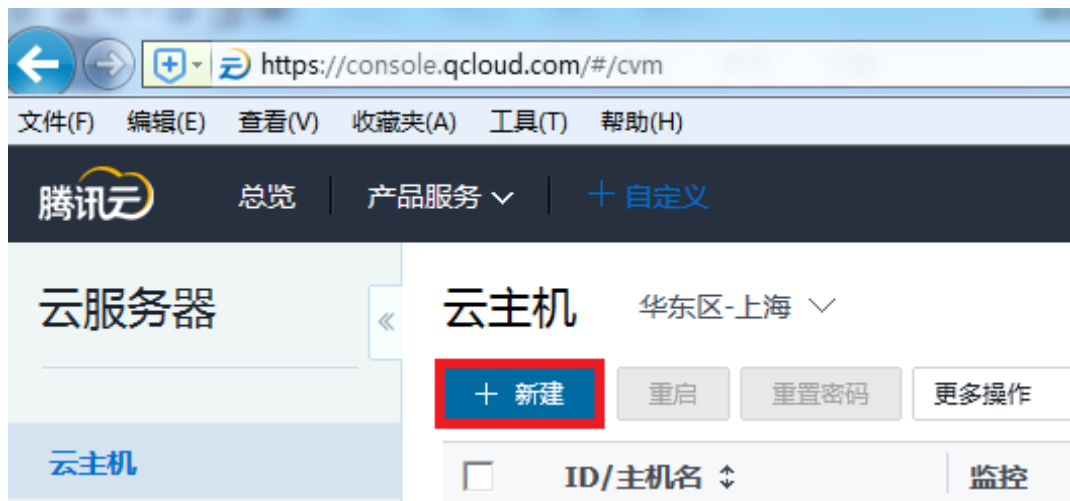 https://console.qcloud.com/#/cvm
文件(F) 编辑(E) 查看(V) 收藏夹(A) 工具(T) 帮助(H)
腾讯云 总览 产品服务 + 自定义
云服务器 云主机 华东区-上海
+ 新建 重启 重置密码 更多操作
云主机 ID/主机名 监控